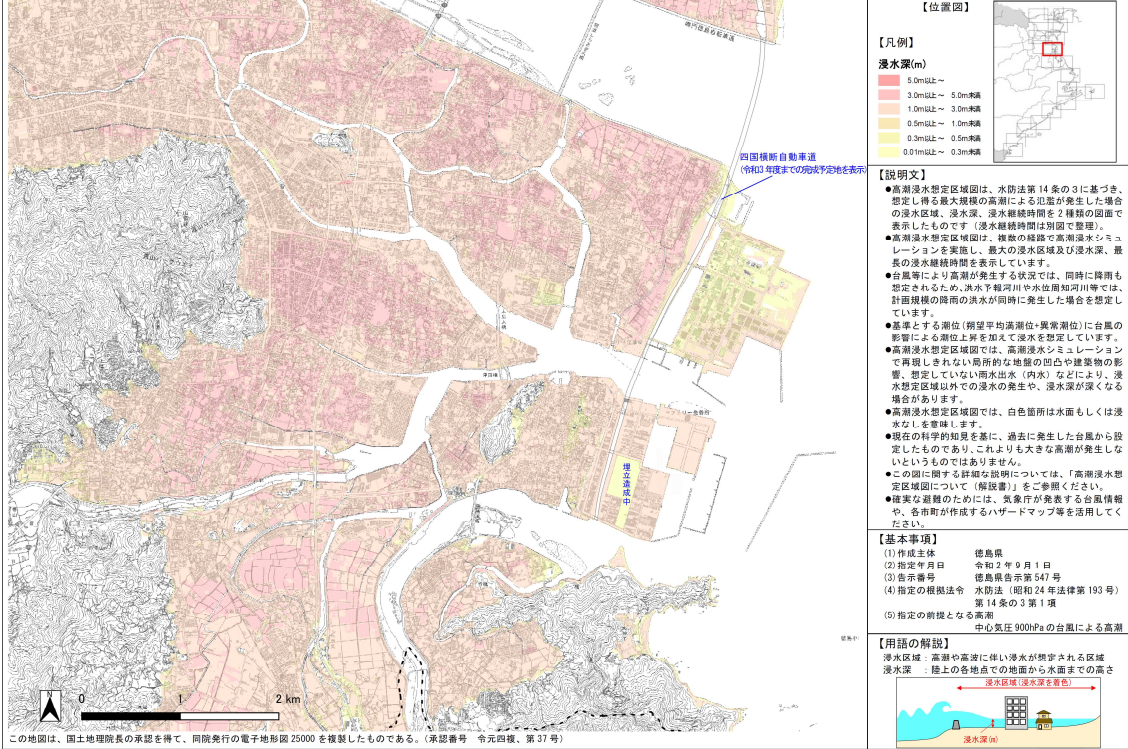 四国横断自動車道
(令和3年度までの完成予定地を表示)
埋立造成中
N
0 1 2 km
この地図は、国土地理院長の承認を得て、同院発行の電子地形図25000を複製したものである。(承認番号 令元四複、第37号)
【位置図】
【凡例】
浸水深(m)
5.0m以上~
3.0m以上~ 5.0m未満
1.0m以上~ 3.0m未満
0.5m以上~ 1.0m未満
0.3m以上~ 0.5m未満
0.01m以上~ 0.3m未満
【説明文】
●高潮浸水想定区域図は、水防法第14条の3に基づき、
想定し得る最大規模の高潮による氾濫が発生した場合
の浸水区域、浸水深、浸水継続時間を2種類の図面で
表示したものです(浸水継続時間は別図で整理)。
●高潮浸水想定区域図は、複数の経路で高潮浸水シミュ
レーションを実施し、最大の浸水区域及び浸水深、最
長の浸水継続時間を表示しています。
●台風等により高潮が発生する状況では、同時に降雨も
想定されるため、洪水予報河川や水位周知河川等では、
計画規模の降雨の洪水が同時に発生した場合を想定し
ています。
●基準とする潮位(朔望平均満潮位+異常潮位)に台風の
影響による潮位上昇を加えて浸水を想定しています。
●高潮浸水想定区域図では、高潮浸水シミュレーション
で再現しきれない局所的な地盤の凹凸や建築物の影
響、想定していない雨水出水(内水)などにより、浸
水想定区域以外での浸水の発生や、浸水深が深くなる
場合があります。
●高潮浸水想定区域図では、白色箇所は水面もしくは浸
水なしを意味します。
●現在の科学的知見を基に、過去に発生した台風から設
定したものであり、これよりも大きな高潮が発生しな
いというものではありません。
●この図に関する詳細な説明については、「高潮浸水想
定区域図について(解説書)」をご参照ください。
●確実な避難のためには、気象庁が発表する台風情報
や、各市町が作成するハザードマップ等を活用してく
ださい。
【基本事項】
(1)作成主体 徳島県
(2)指定年月日 令和2年9月1日
(3)告示番号 徳島県告示第547号
(4)指定の根拠法令 水防法(昭和24年法律第193号)
第14条の3第1項
(5)指定の前提となる高潮
中心気圧900hPaの台風による高潮
【用語の解説】
浸水区域:高潮や高波に伴い浸水が想定される区域
浸水深 :陸上の各地点での地面から水面までの高さ
浸水区域(浸水深を着色)
浸水深(m)